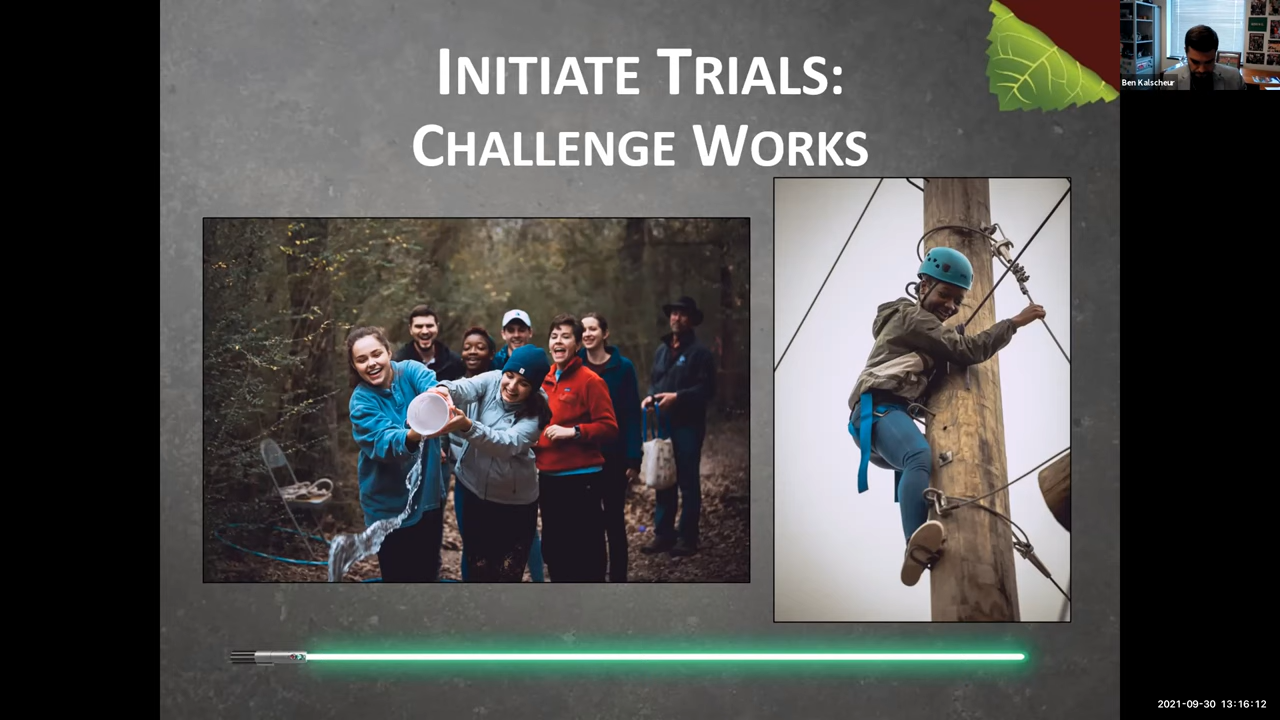 INITIATE TRIALS:
CHALLENGE WORKS
Ben Kalscheur
2021-09-30 13:16:12